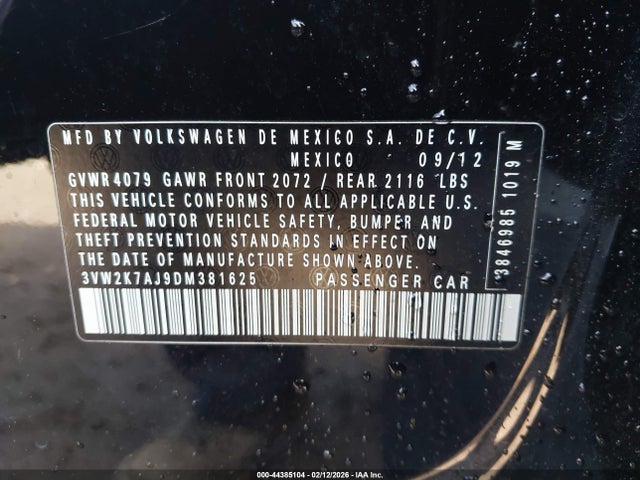 MFD BY VOLKSWAGEN DE MEXICO S.A. DE C.V.
MEXICO 09/12
GVWR 4079 GAWR FRONT 2072 / REAR 2116 LBS
THIS VEHICLE CONFORMS TO ALL APPLICABLE U.S.
FEDERAL MOTOR VEHICLE SAFETY, BUMPER AND
THEFT PREVENTION STANDARDS IN EFFECT ON
THE DATE OF MANUFACTURE SHOWN ABOVE.
3VW2K7AJ9DM381625 PASSENGER CAR
3846985 1019 M
000-44385104 - 02/12/2026 - IAA Inc.